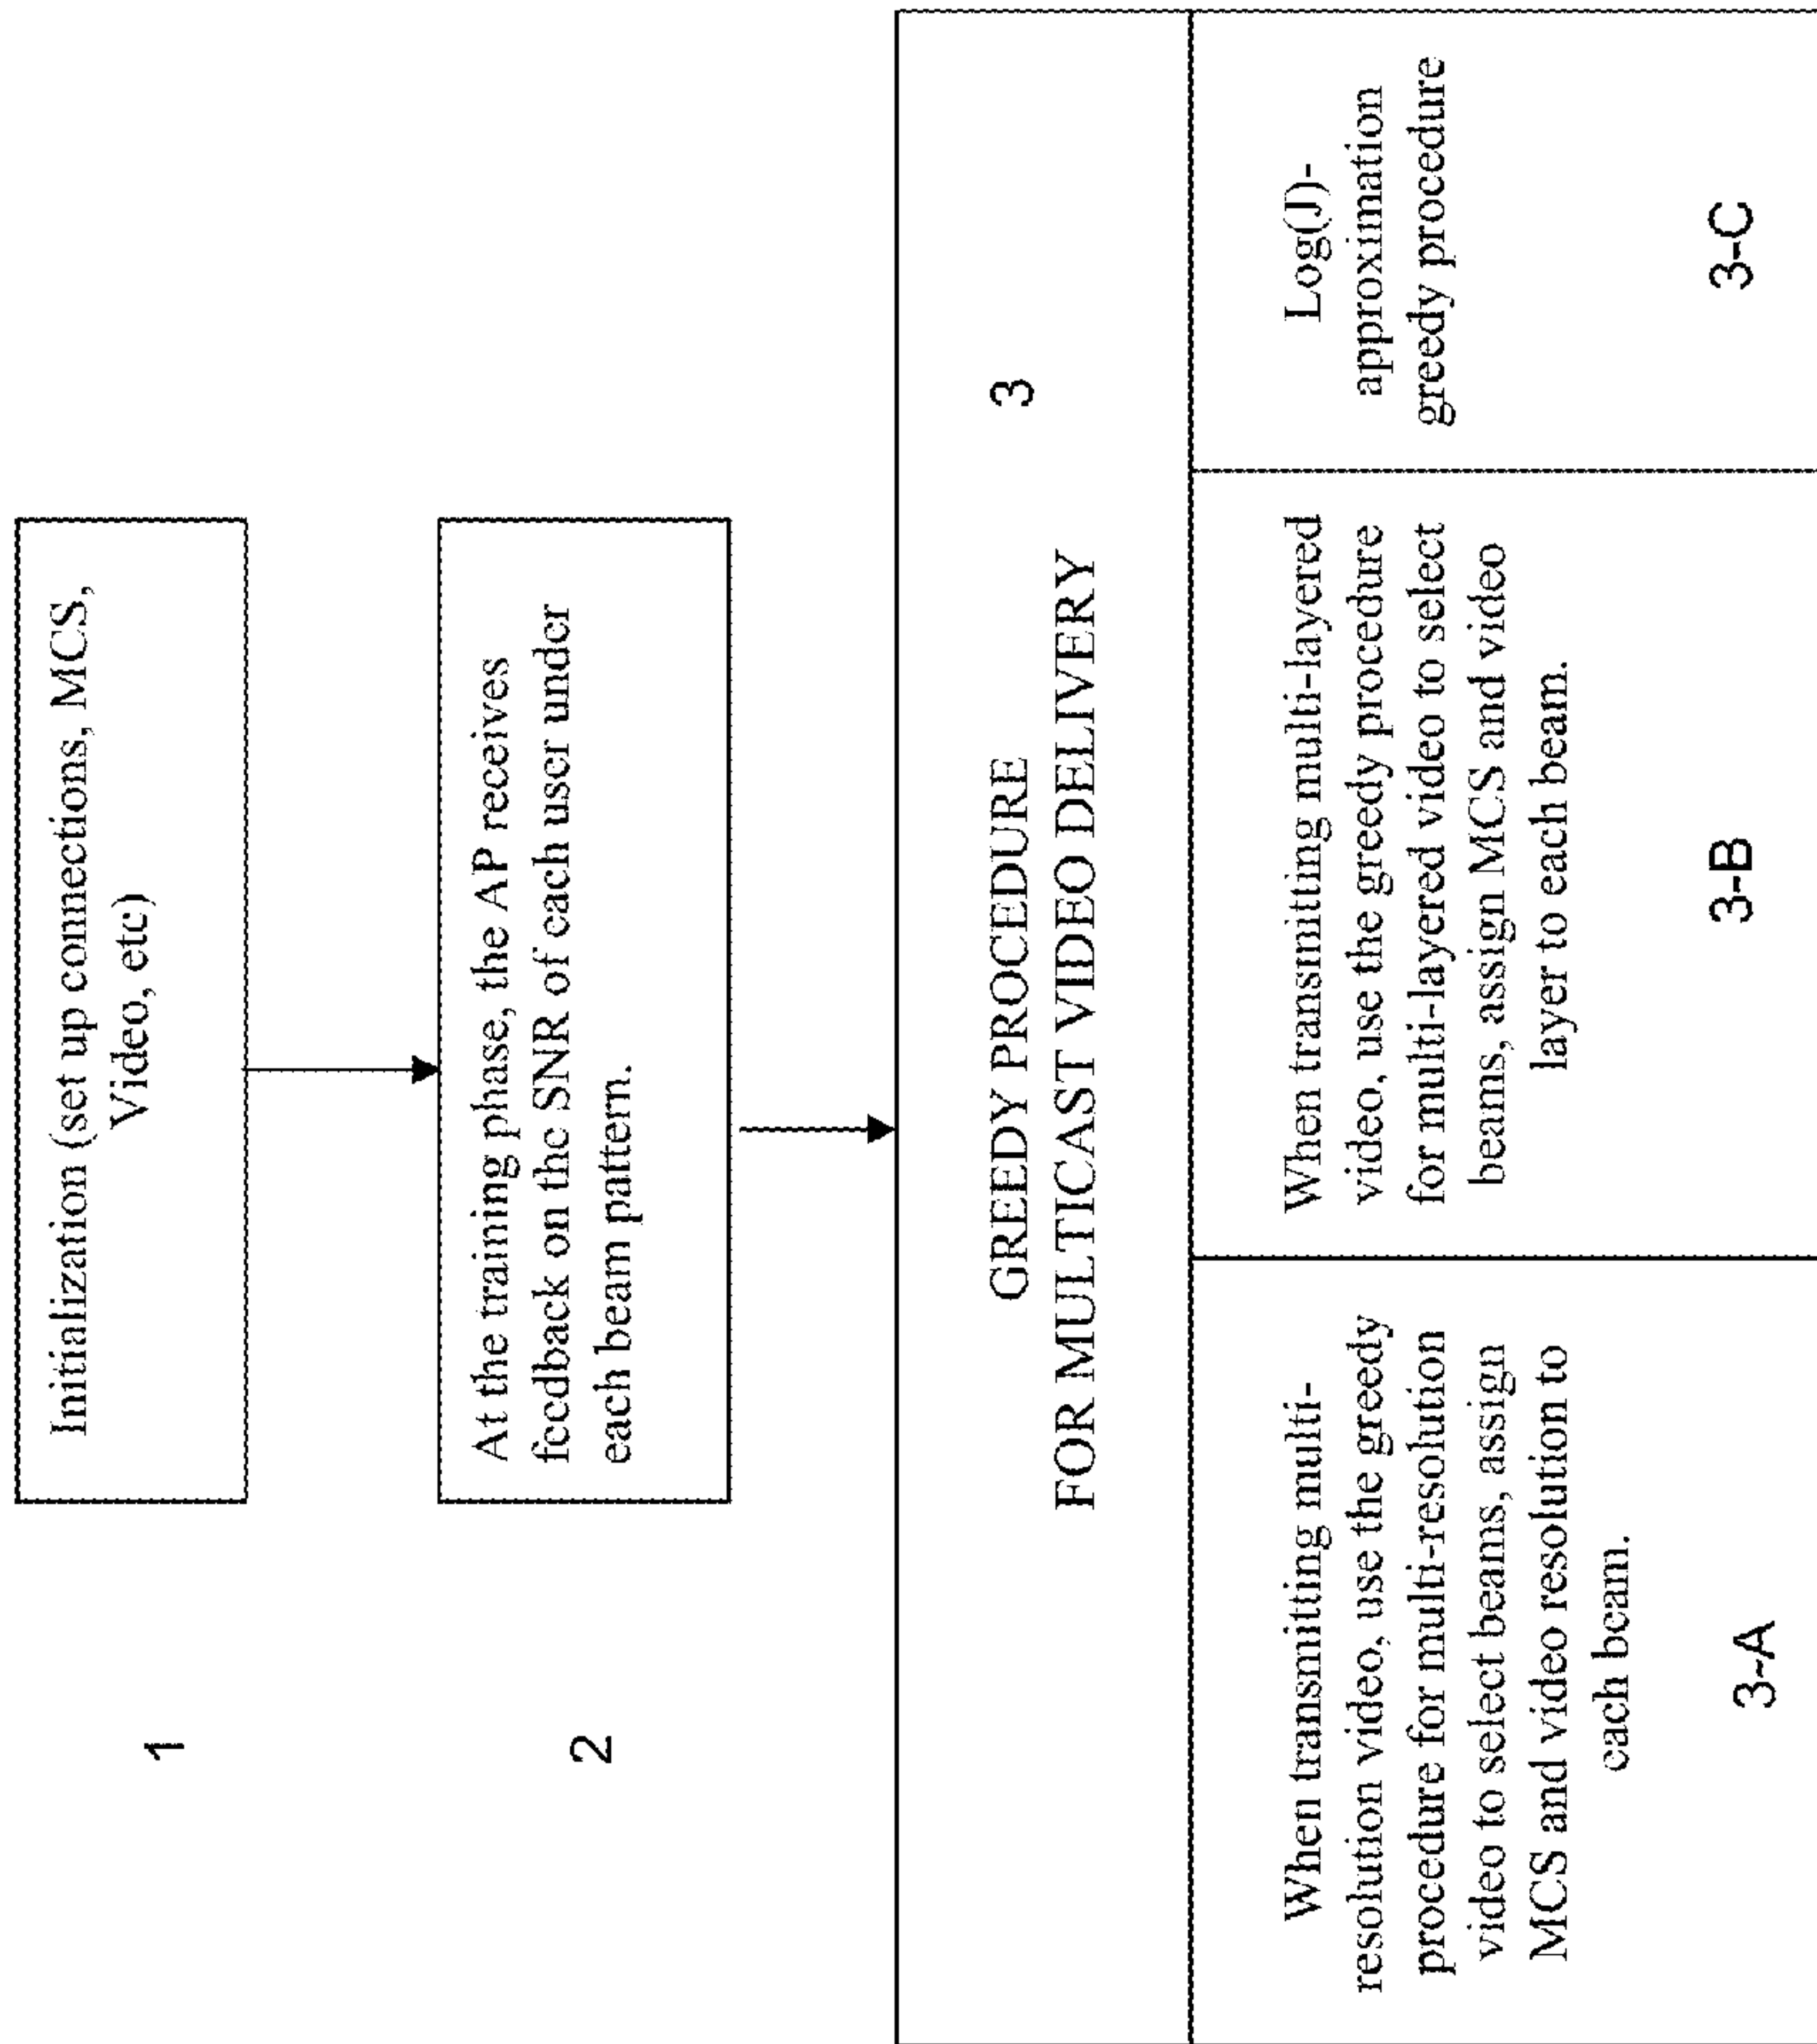 1
Initialization (set up connections, MCS,
Video, etc)
2
At the training phase, the AP receives
feedback on the SNR of each user under
each beam pattern.
GREEDY PROCEDURE
FOR MULTICAST VIDEO DELIVERY
3
When transmitting multi-
resolution video, use the greedy
procedure for multi-resolution
video to select beams, assign
MCS and video resolution to
each beam.
3-A
When transmitting multi-layered
video, use the greedy procedure
for multi-layered video to select
beams, assign MCS and video
layer to each beam.
3-B
Log(J)-
approximation
greedy procedure
3-C